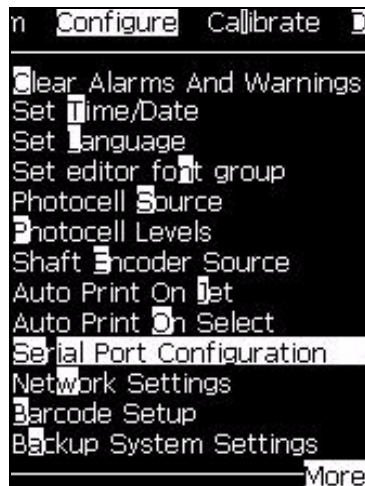 m Configure Calibrate D
Clear Alarms And Warnings
Set Time/Date
Set Language
Set editor font group
Photocell Source
Photocell Levels
Shaft Encoder Source
Auto Print On Jet
Auto Print On Select
Serial Port Configuration
Network Settings
Barcode Setup
Backup System Settings
More